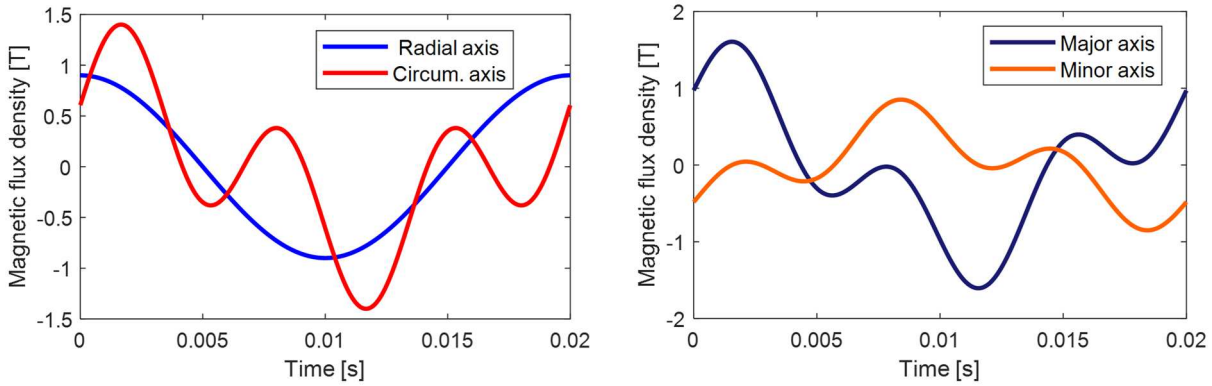 Magnetic flux density [T]
1.5
1
0.5
0
-0.5
-1
-1.5
Radial axis
Circum. axis
0 0.005 0.01 0.015 0.02
Time [s]
Magnetic flux density [T]
2
1
0
-1
-2
Major axis
Minor axis
0 0.005 0.01 0.015 0.02
Time [s]